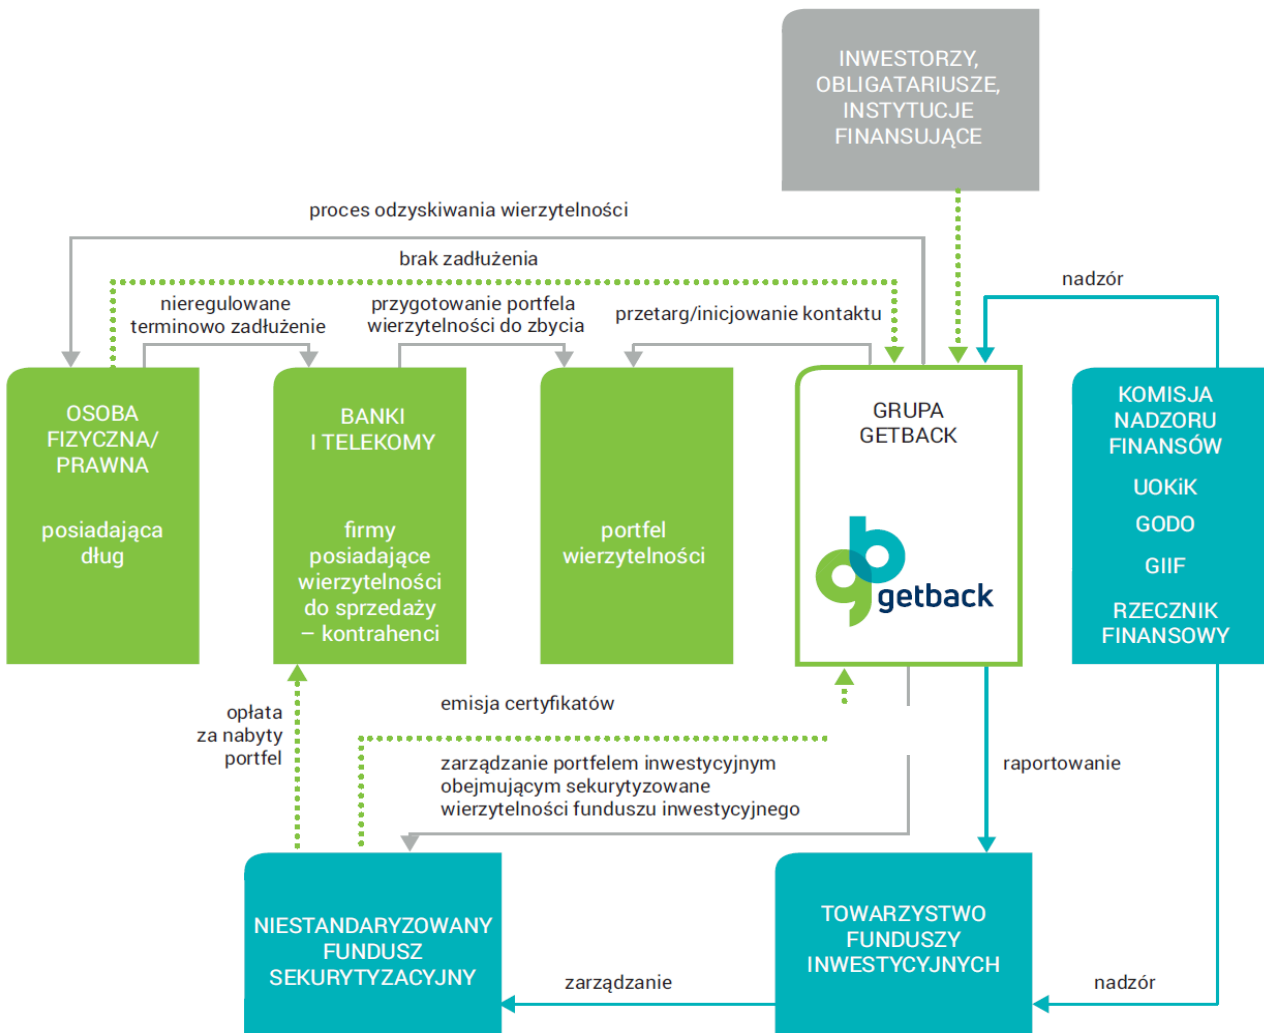 INWESTORZY,
OBLIGATARIUSZE,
INSTYTUCJE
FINANSUJĄCE
proces odzyskiwania wierzytelności
brak zadłużenia
nadzór
nieregulowane
terminowo zadłużenie
przygotowanie portfela
wierzytelności do zbycia
przetarg/inicjowanie kontaktu
OSOBA
FIZYCZNA/
PRAWNA
posiadająca
dług
BANKI
I TELEKOMY
firmy
posiadające
wierzytelności
do sprzedaży
– kontrahenci
portfel
wierzytelności
GRUPA
GETBACK
getback
KOMISJA
NADZORU
FINANSÓW
UOKiK
GODO
GIIF
RZECZNIK
FINANSOWY
opłata
za nabyty
portfel
emisja certyfikatów
zarządzanie portfelem inwestycyjnym
obejmującym sekurytyzowane
wierzytelności funduszu inwestycyjnego
raportowanie
NIESTANDARYZOWANY
FUNDUSZ
SEKURYTYZACYJNY
zarządzanie
TOWARZYSTWO
FUNDUSZY
INWESTYCYJNYCH
nadzór